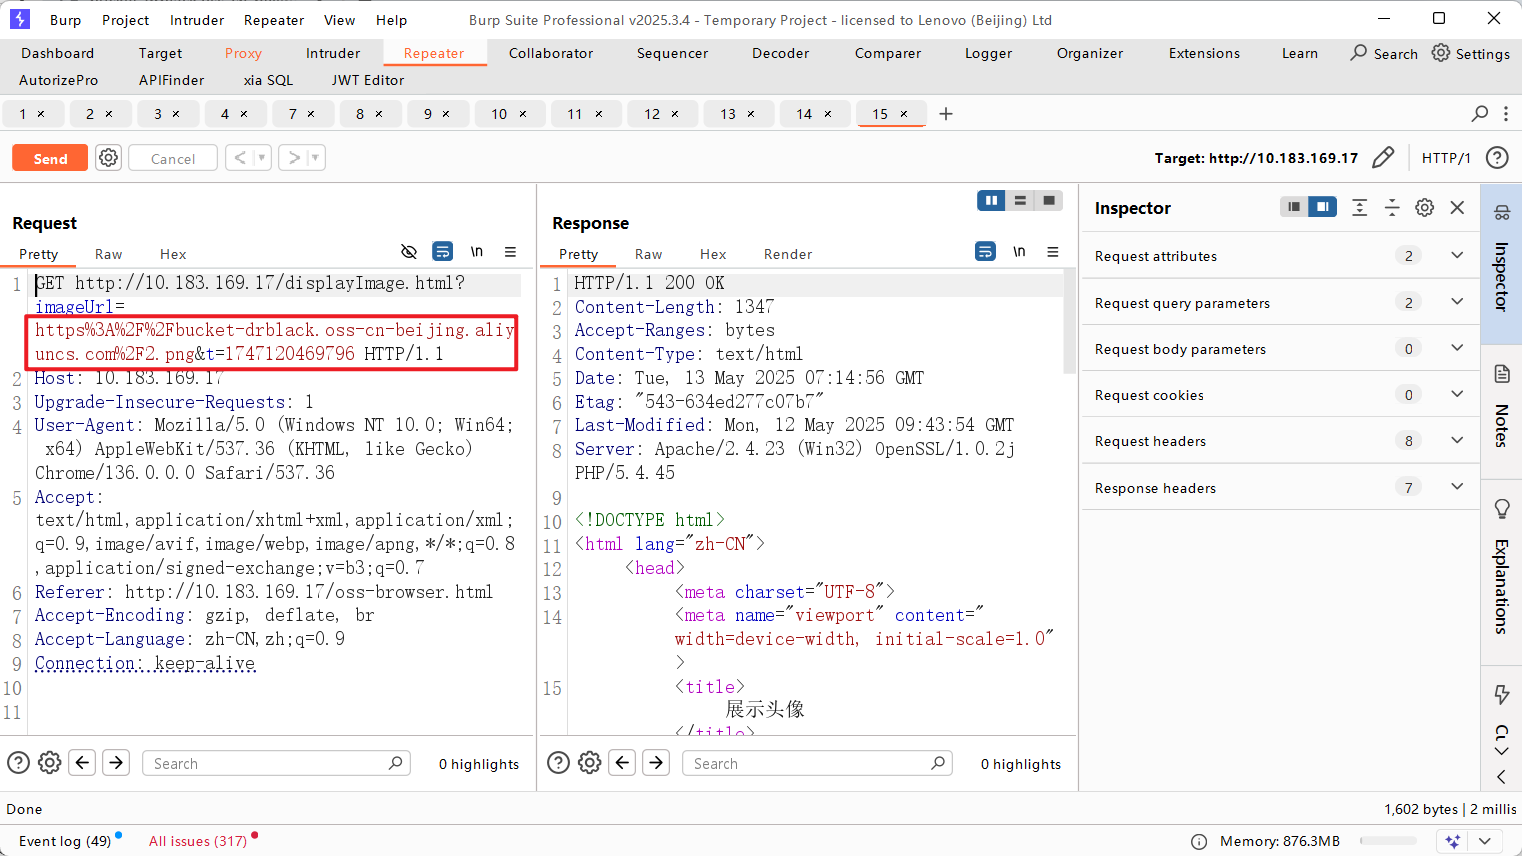 Burp Project Intruder Repeater View Help Burp Suite Professional v2025.3.4 - Temporary Project - licensed to Lenovo (Beijing) Ltd
Dashboard Target Proxy Intruder Repeater Collaborator Sequencer Decoder Comparer Logger Organizer Extensions Learn Search Settings
AutorizePro APIFinder xia SQL JWT Editor
1 × 2 × 3 × 4 × 7 × 8 × 9 × 10 × 11 × 12 × 13 × 14 × 15 × +
Send Cancel < > Target: http://10.183.169.17 HTTP/1
Request
Pretty Raw Hex \n
1 GET http://10.183.169.17/displayImage.html?
imageUrl=
https%3A%2F%2Fbucket-drblack.oss-cn-beijing.aliy
uncs.com%2F2.png&t=1747120469796 HTTP/1.1
2 Host: 10.183.169.17
3 Upgrade-Insecure-Requests: 1
4 User-Agent: Mozilla/5.0 (Windows NT 10.0; Win64;
x64) AppleWebKit/537.36 (KHTML, like Gecko)
Chrome/136.0.0.0 Safari/537.36
5 Accept:
text/html,application/xhtml+xml,application/xml;
q=0.9,image/avif,image/webp,image/apng,*/*;q=0.8
,application/signed-exchange;v=b3;q=0.7
6 Referer: http://10.183.169.17/oss-browser.html
7 Accept-Encoding: gzip, deflate, br
8 Accept-Language: zh-CN,zh;q=0.9
9 Connection: keep-alive
10
11
Search 0 highlights
Response
Pretty Raw Hex Render \n
1 HTTP/1.1 200 OK
2 Content-Length: 1347
3 Accept-Ranges: bytes
4 Content-Type: text/html
5 Date: Tue, 13 May 2025 07:14:56 GMT
6 Etag: "543-634ed277c07b7"
7 Last-Modified: Mon, 12 May 2025 09:43:54 GMT
8 Server: Apache/2.4.23 (Win32) OpenSSL/1.0.2j
PHP/5.4.45
9
10 <!DOCTYPE html>
11 <html lang="zh-CN">
12 <head>
13 <meta charset="UTF-8">
14 <meta name="viewport" content="
width=device-width, initial-scale=1.0"
>
15 <title>
展示头像
</title>
Search 0 highlights
Inspector
Request attributes 2
Request query parameters 2
Request body parameters 0
Request cookies 0
Request headers 8
Response headers 7
Inspector
Notes
Explanations
Done 1,602 bytes | 2 millis
Event log (49) All issues (317) Memory: 876.3MB